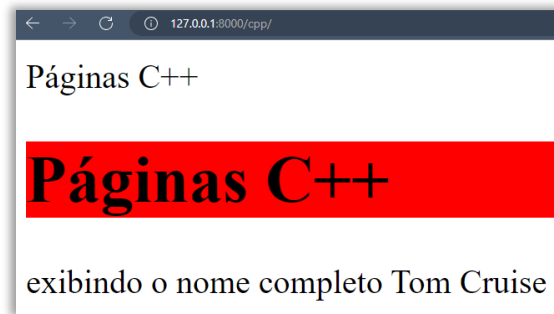 127.0.0.1:8000/cpp/
Páginas C++
Páginas C++
exibindo o nome completo Tom Cruise